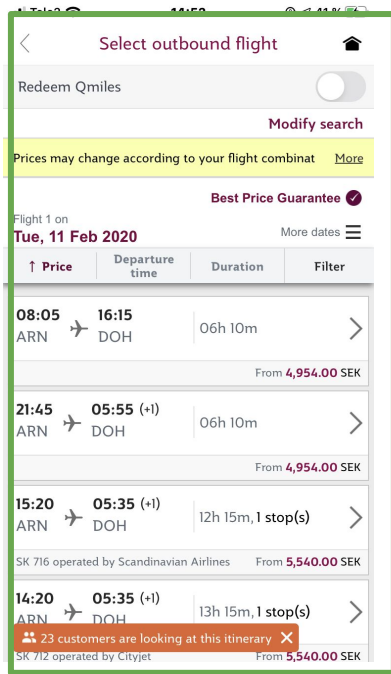 Select outbound flight
Redeem Qmiles
Modify search
Prices may change according to your flight combinat More
Best Price Guarantee
Flight 1 on
Tue, 11 Feb 2020
More dates
↑ Price Departure time Duration Filter
08:05 16:15
ARN DOH 06h 10m
From 4,954.00 SEK
21:45 05:55 (+1)
ARN DOH 06h 10m
From 4,954.00 SEK
15:20 05:35 (+1)
ARN DOH 12h 15m, 1 stop(s)
SK 716 operated by Scandinavian Airlines From 5,540.00 SEK
14:20 05:35 (+1)
ARN DOH 13h 15m, 1 stop(s)
23 customers are looking at this itinerary
SK 712 operated by Cityjet From 5,540.00 SEK